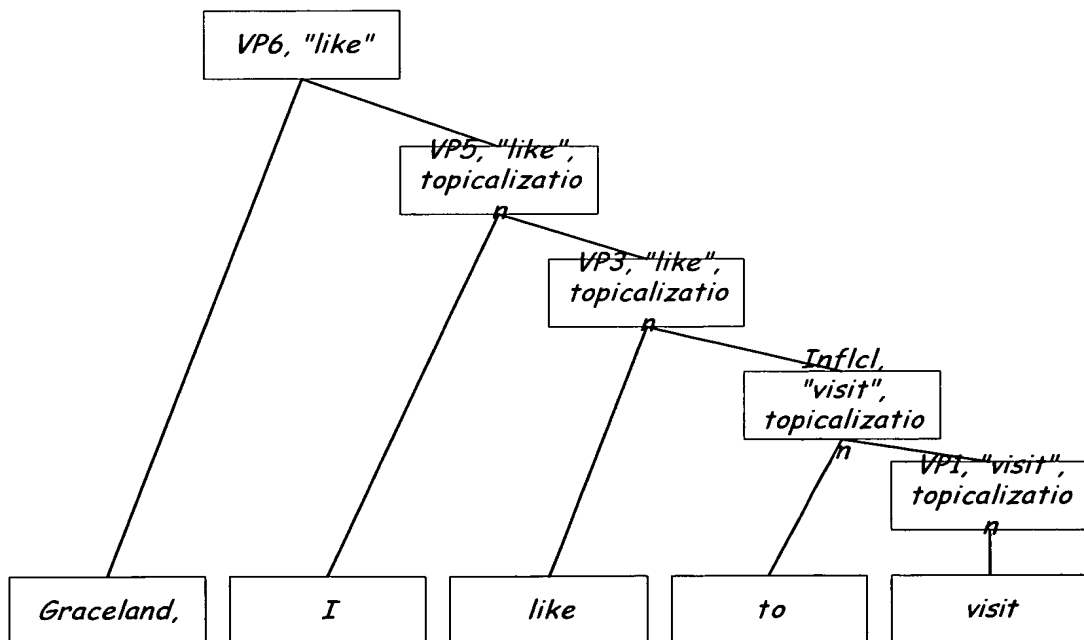 VP6, "like"
VP5, "like",
topicalizatio
n
VP3, "like",
topicalizatio
n
Inflcl,
"visit",
topicalizatio
n
VP1, "visit",
topicalizatio
n
Graceland,
I
like
to
visit